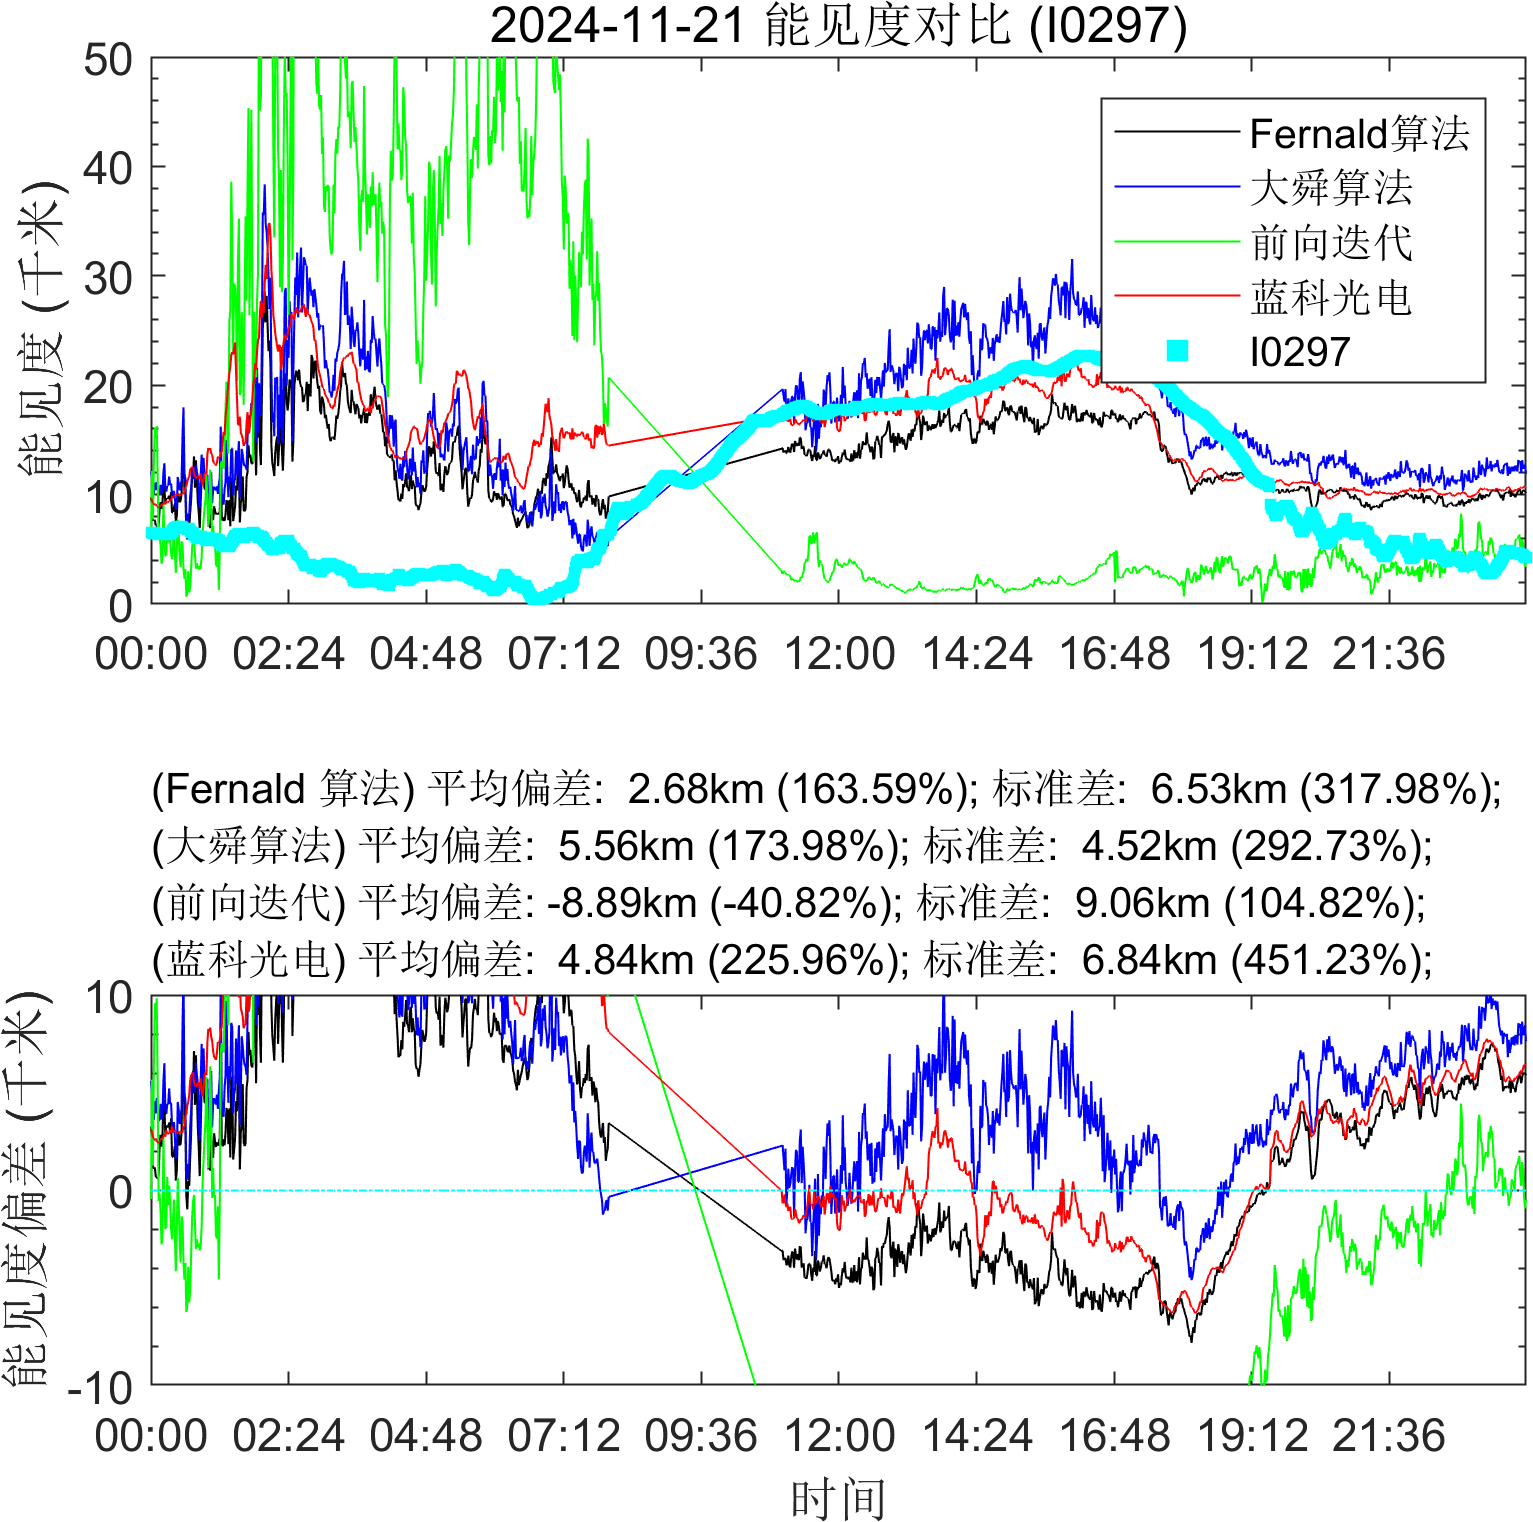 2024-11-21 能见度对比 (I0297)
50
40
30
20
10
0
能见度 (千米)
Fernald算法
大舜算法
前向迭代
蓝科光电
I0297
00:00 02:24 04:48 07:12 09:36 12:00 14:24 16:48 19:12 21:36
(Fernald 算法) 平均偏差: 2.68km (163.59%); 标准差: 6.53km (317.98%);
(大舜算法) 平均偏差: 5.56km (173.98%); 标准差: 4.52km (292.73%);
(前向迭代) 平均偏差: -8.89km (-40.82%); 标准差: 9.06km (104.82%);
(蓝科光电) 平均偏差: 4.84km (225.96%); 标准差: 6.84km (451.23%);
10
0
-10
能见度偏差 (千米)
00:00 02:24 04:48 07:12 09:36 12:00 14:24 16:48 19:12 21:36
时间